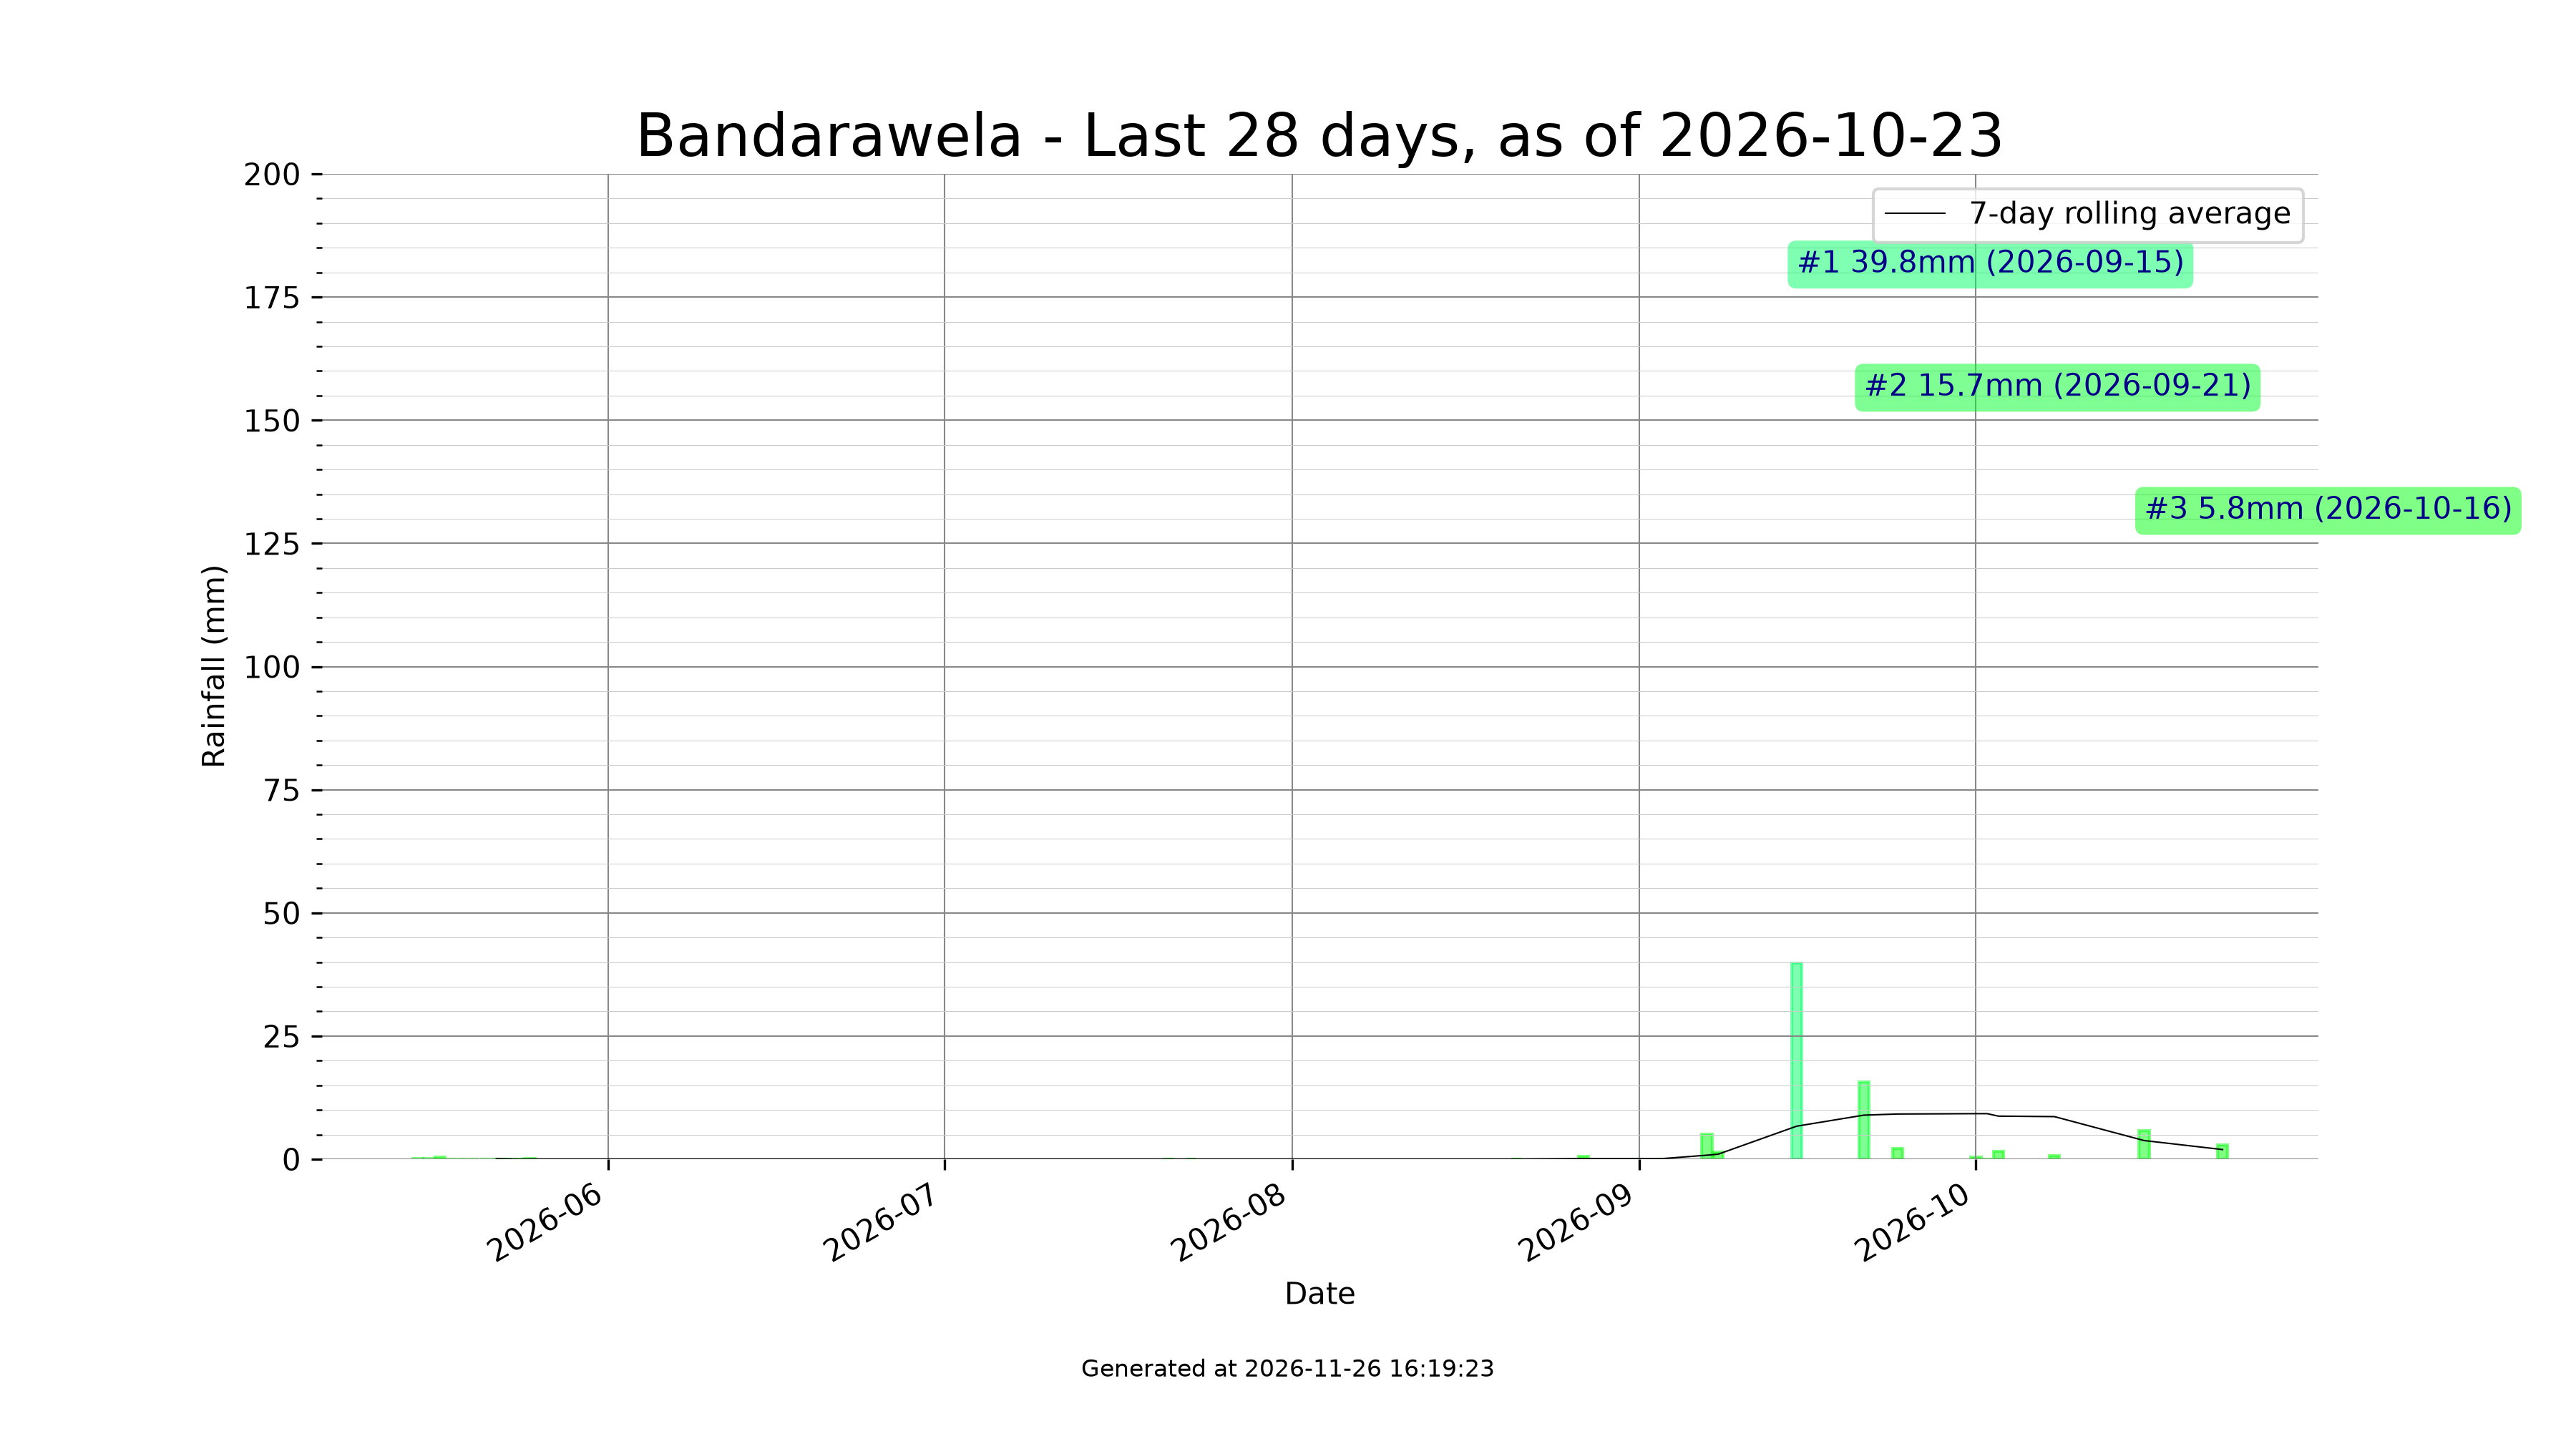 Bandarawela - Last 28 days, as of 2026-10-23
200
175
150
125
100
75
50
25
0
Rainfall (mm)
7-day rolling average
#1 39.8mm (2026-09-15)
#2 15.7mm (2026-09-21)
#3 5.8mm (2026-10-16)
2026-06
2026-07
2026-08
2026-09
2026-10
Date
Generated at 2026-11-26 16:19:23